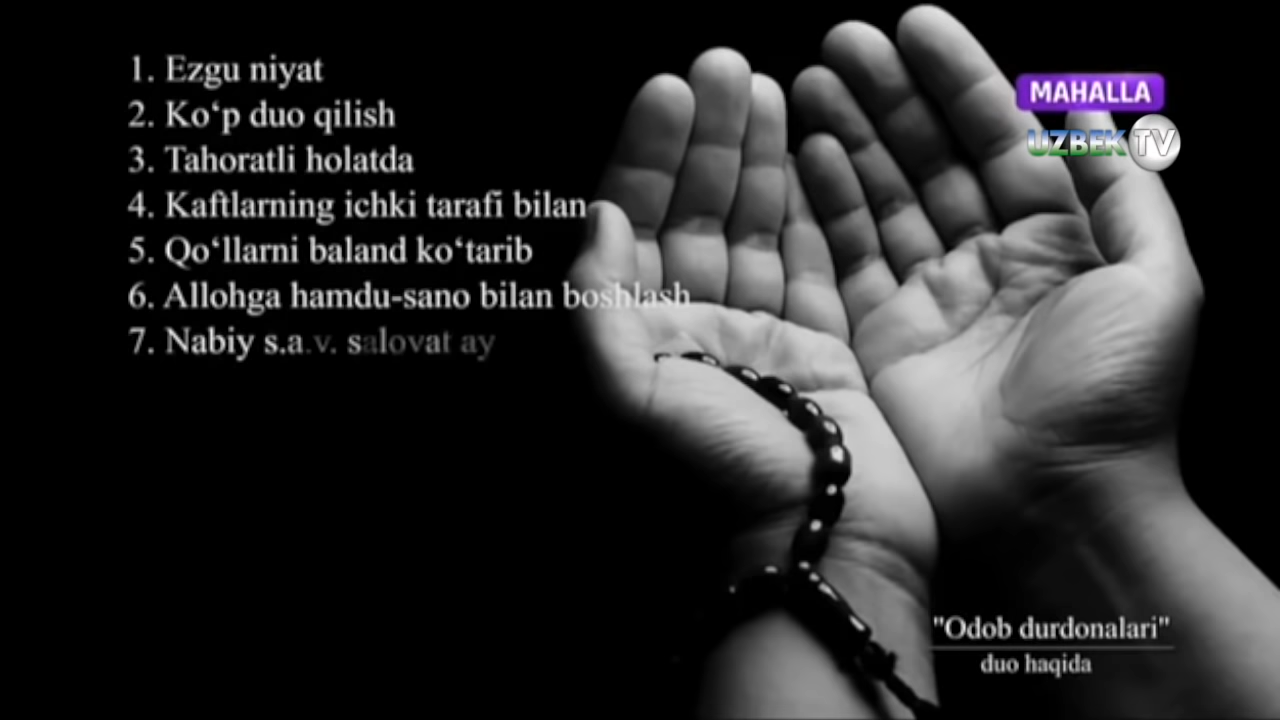 1. Ezgu niyat
2. Ko‘p duo qilish
3. Tahoratli holatda
4. Kaftlarning ichki tarafi bilan
5. Qo‘llarni baland ko‘tarib
6. Allohga hamdu-sano bilan boshlash
7. Nabiy s.a.v. salovat ay
MAHALLA
UZBEK TV
"Odob durdonalari"
duo haqida